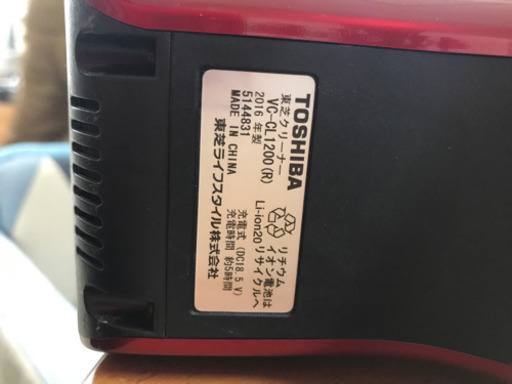 TOSHIBA
東芝クリーナー
VC-CL1200(R)
2016 年製
5144831
MADE IN CHINA
東芝ライフスタイル株式会社
リチウム
イオン電池は
Li-ion20 リサイクルへ
充電式 (DC18.5 V)
充電時間 約5時間